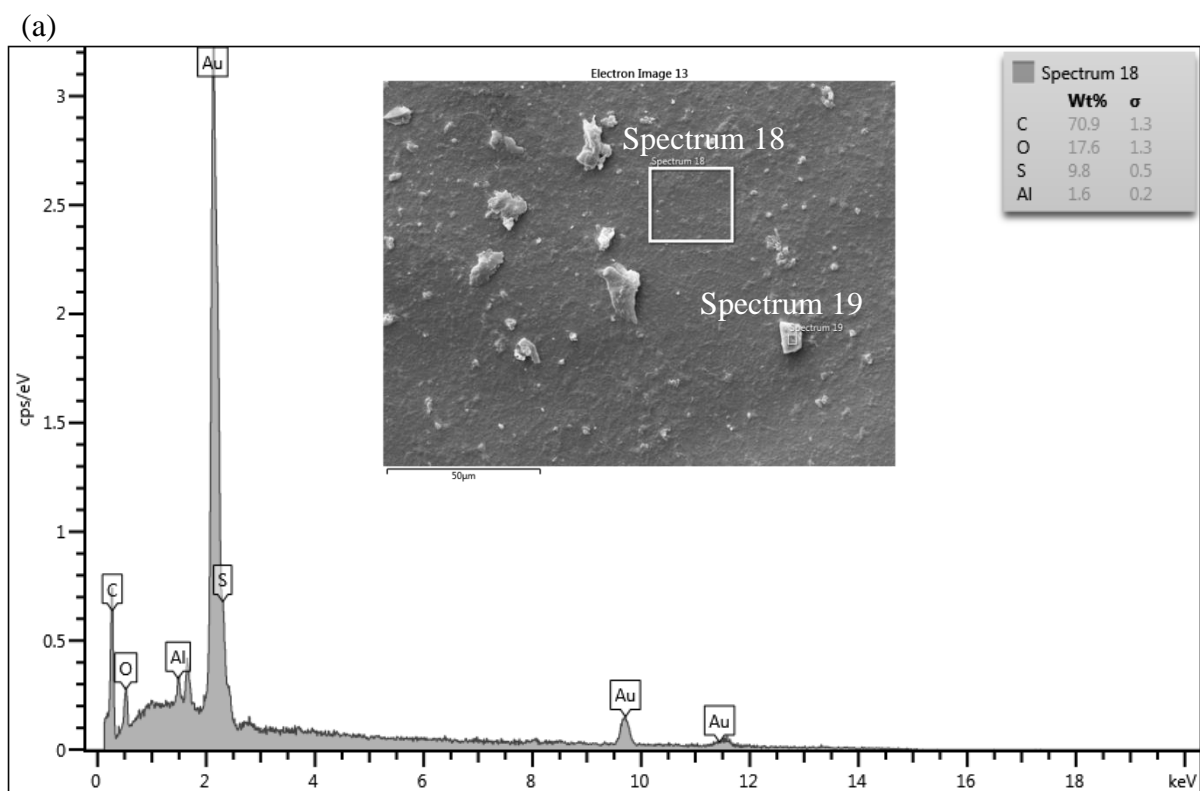 (a)
Electron Image 13
Spectrum 18
Spectrum 18
Spectrum 19
Spectrum 19
50µm
Spectrum 18
Wt% σ
C 70.9 1.3
O 17.6 1.3
S 9.8 0.5
Al 1.6 0.2
cps/eV
3
2.5
2
1.5
1
0.5
0
Au
C
O
Al
S
Au
Au
0 2 4 6 8 10 12 14 16 18 keV